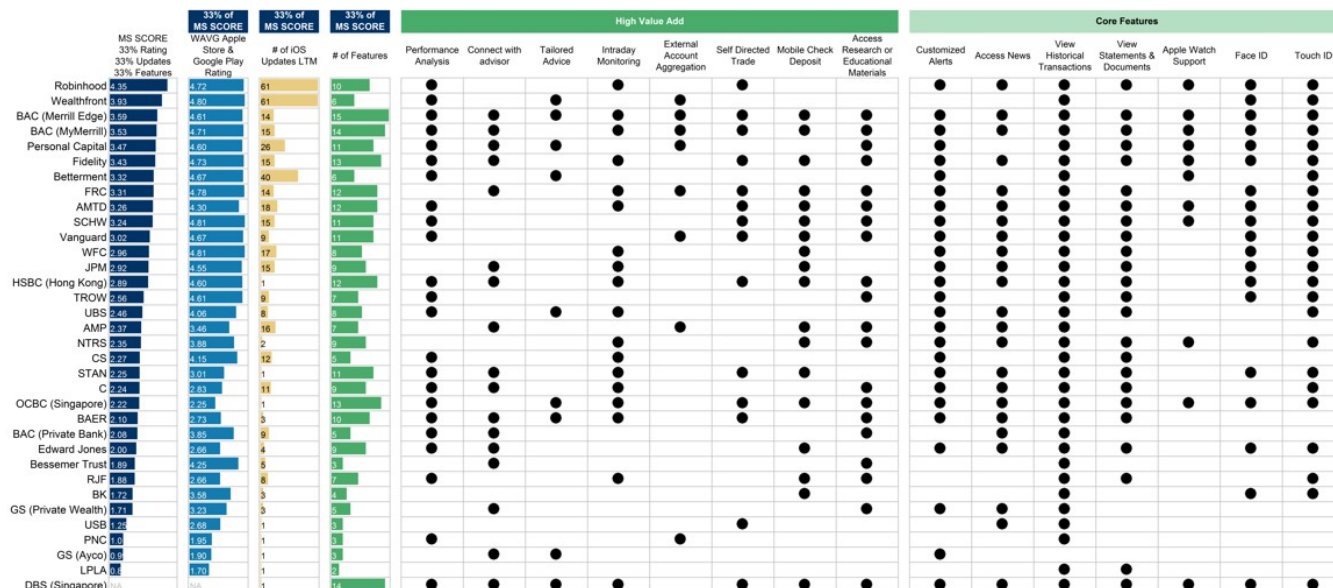 33% of MS SCORE 33% of MS SCORE 33% of MS SCORE High Value Add Core Features
MS SCORE 33% Rating 33% Updates 33% Features WAVG Apple Store & Google Play Rating # of iOS Updates LTM # of Features Performance Analysis Connect with advisor Tailored Advice Intraday Monitoring External Account Aggregation Self Directed Trade Mobile Check Deposit Access Research or Educational Materials Customized Alerts Access News View Historical Transactions View Statements & Documents Apple Watch Support Face ID Touch ID
Robinhood 4.35 4.72 61 10
Wealthfront 3.93 4.80 61 6
BAC (Merrill Edge) 3.59 4.61 14 15
BAC (MyMerrill) 3.53 4.71 15 14
Personal Capital 3.47 4.60 26 11
Fidelity 3.43 4.73 15 13
Betterment 3.32 4.67 40 6
FRC 3.31 4.78 14 12
AMTD 3.26 4.30 18 12
SCHW 3.24 4.81 15 11
Vanguard 3.02 4.67 9 11
WFC 2.96 4.81 17 8
JPM 2.92 4.55 15 9
HSBC (Hong Kong) 2.89 4.60 1 12
TROW 2.56 4.61 9 7
UBS 2.46 4.06 8 8
AMP 2.37 3.46 16 7
NTRS 2.35 3.88 2 9
CS 2.27 4.15 12 5
STAN 2.25 3.01 1 11
C 2.24 2.83 11 9
OCBC (Singapore) 2.22 2.25 1 13
BAER 2.10 2.73 3 10
BAC (Private Bank) 2.08 3.85 9 5
Edward Jones 2.00 2.66 4 9
Bessemer Trust 1.89 4.25 5 3
RJF 1.88 2.66 8 7
BK 1.72 3.58 3 4
GS (Private Wealth) 1.71 3.23 3 5
USB 1.25 2.68 1 3
PNC 1.0 1.95 1 3
GS (Ayco) 0.9 1.90 1 3
LPLA 0.8 1.70 1 2
DBS (Singapore) NA NA 1 14